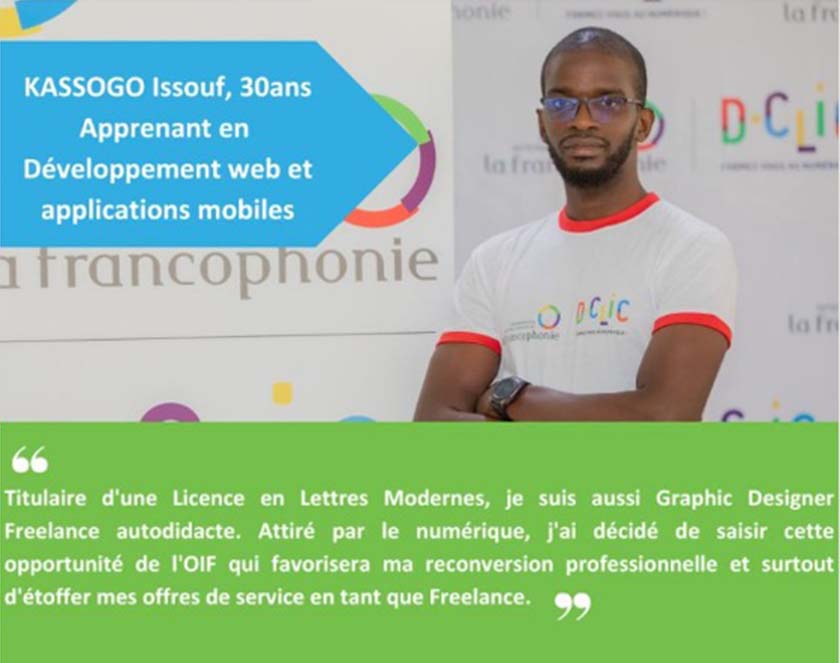 KASSOGO Issouf, 30ans
Apprenant en
Développement web et
applications mobiles
a francophonie
la francophonie
D-CLiC
la fr
francophonie
D-CLiC
“
Titulaire d'une Licence en Lettres Modernes, je suis aussi Graphic Designer
Freelance autodidacte. Attiré par le numérique, j'ai décidé de saisir cette
opportunité de l'OIF qui favorisera ma reconversion professionnelle et surtout
d'étoffer mes offres de service en tant que Freelance. ”